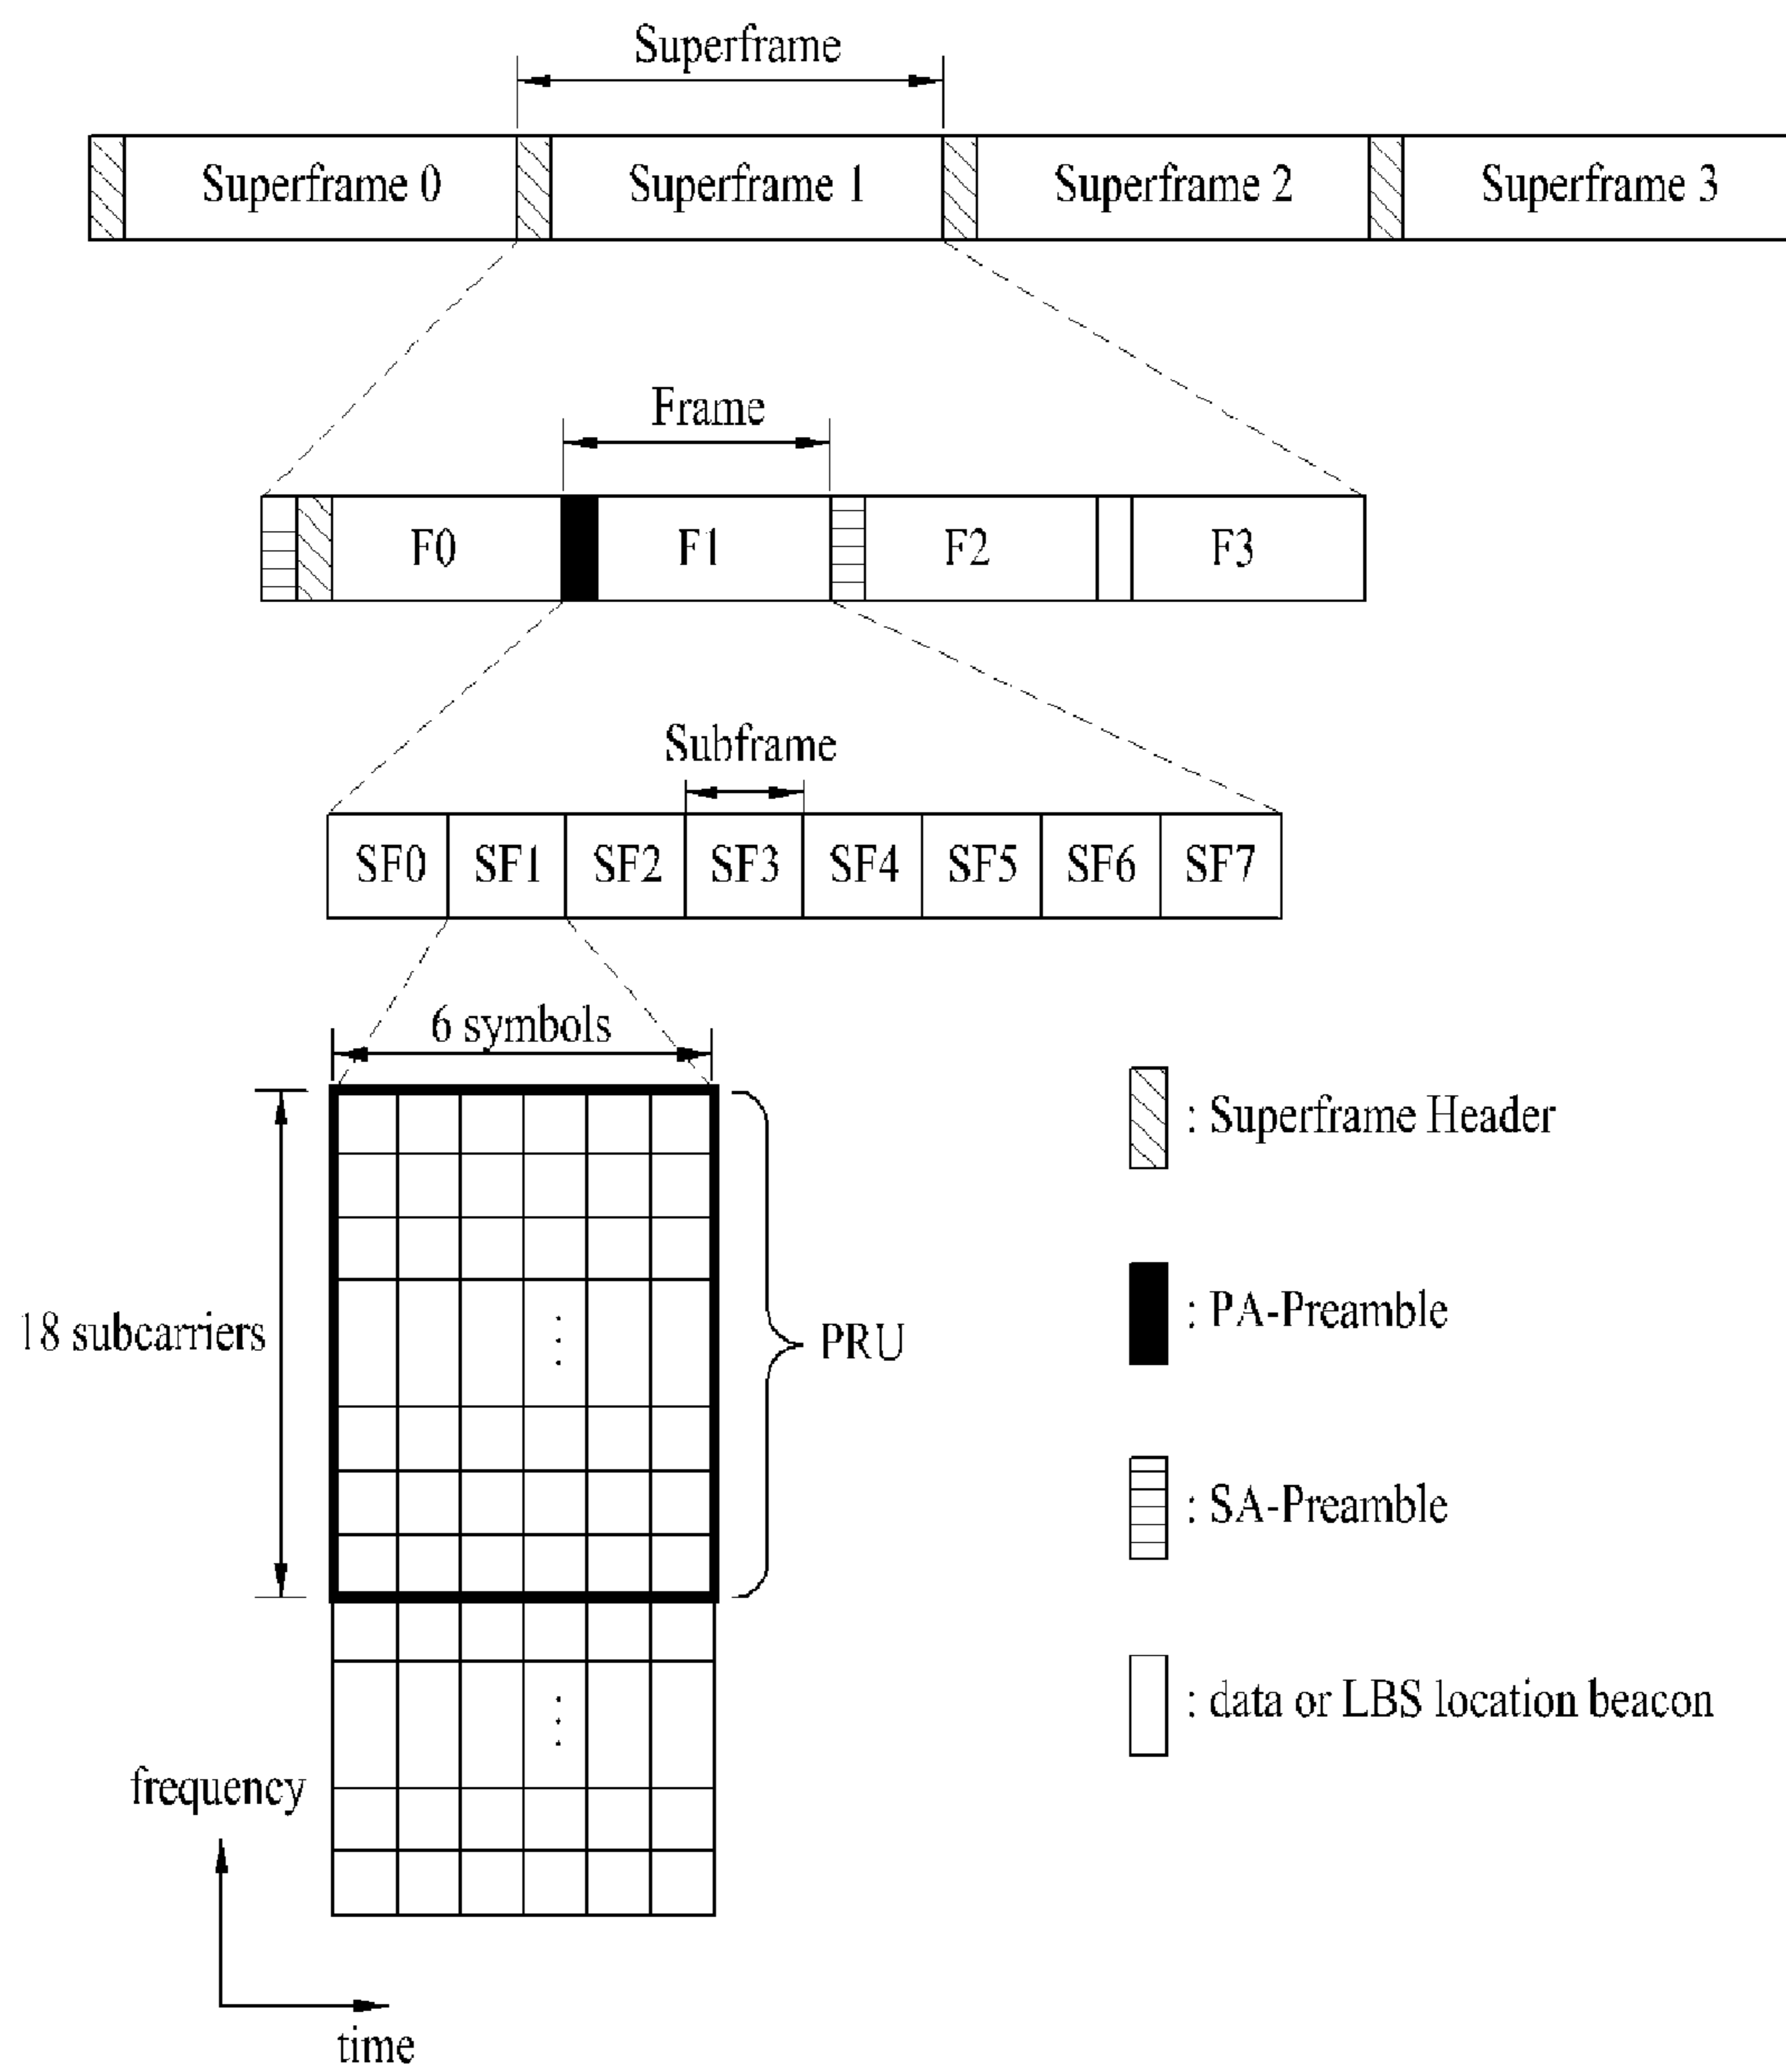 Superframe
Superframe 0 Superframe 1 Superframe 2 Superframe 3
Frame
F0 F1 F2 F3
Subframe
SF0 SF1 SF2 SF3 SF4 SF5 SF6 SF7
6 symbols
18 subcarriers
PRU
: Superframe Header
: PA-Preamble
: SA-Preamble
: data or LBS location beacon
frequency
time